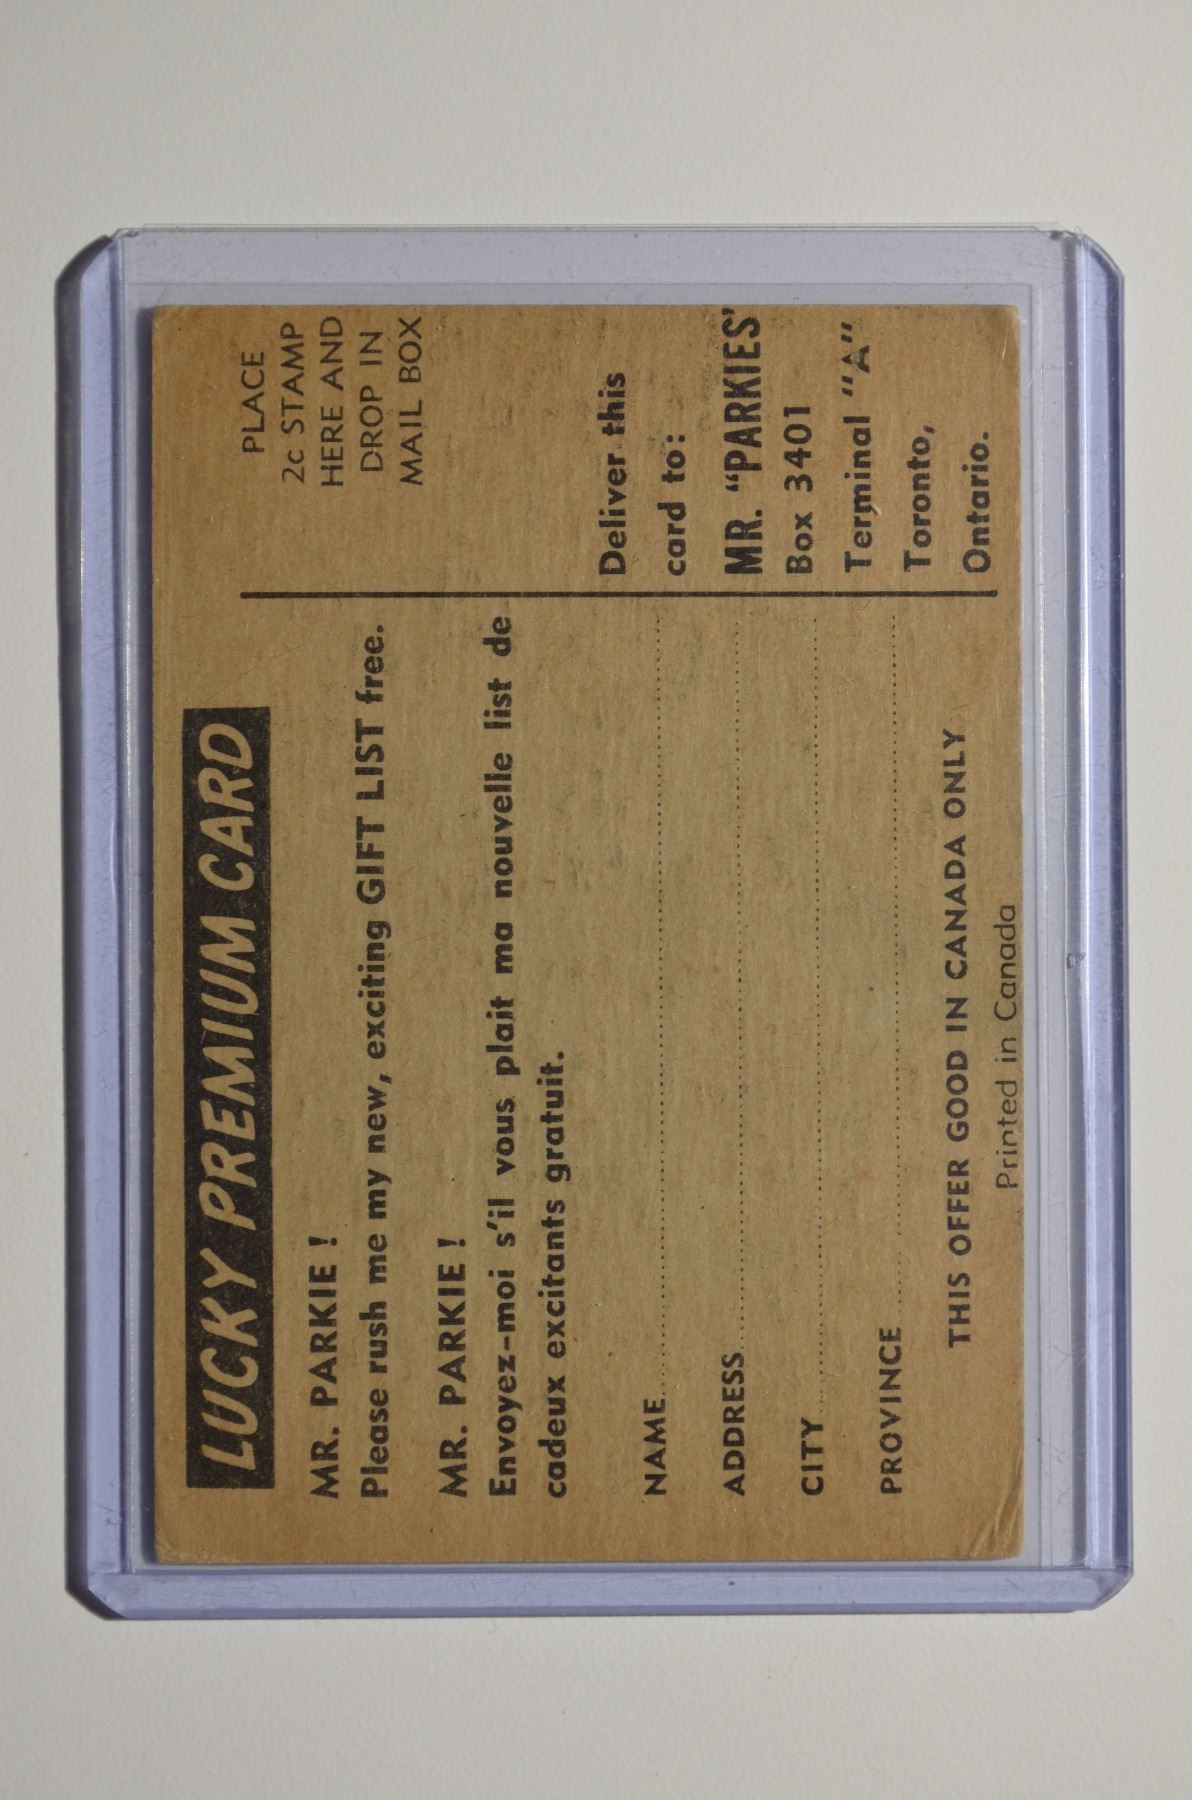 LUCKY PREMIUM CARD
MR. PARKIE !
Please rush me my new, exciting GIFT LIST free.
MR. PARKIE !
Envoyez-moi s'il vous plait ma nouvelle list de
cadeux excitants gratuit.
NAME
ADDRESS
CITY
PROVINCE
THIS OFFER GOOD IN CANADA ONLY
Printed in Canada
PLACE
2c STAMP
HERE AND
DROP IN
MAIL BOX
Deliver this
card to:
MR. "PARKIES"
Box 3401
Terminal "A"
Toronto,
Ontario.